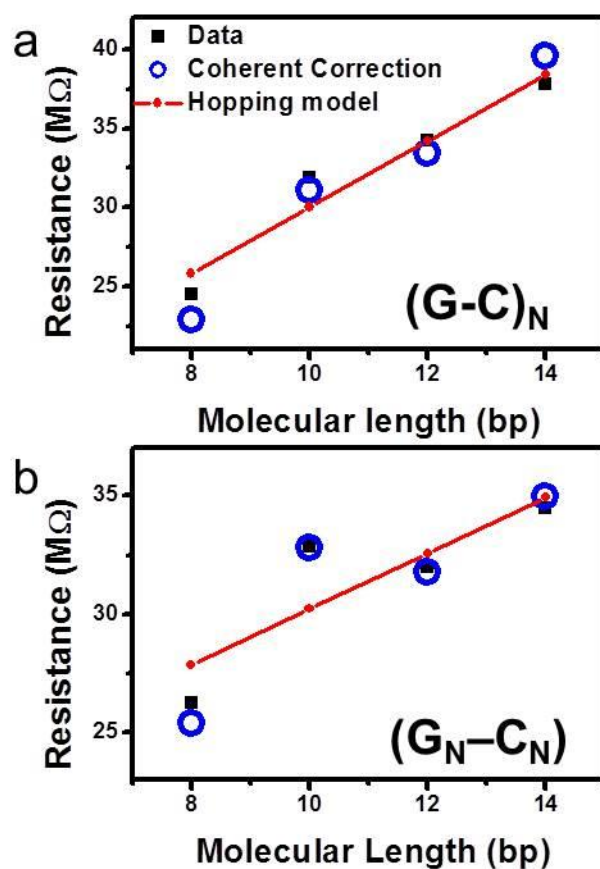 a
Data
Coherent Correction
Hopping model
40
35
30
25
Resistance (MΩ)
(G-C)N
8 10 12 14
Molecular length (bp)
b
35
30
25
Resistance (MΩ)
(GN–CN)
8 10 12 14
Molecular Length (bp)